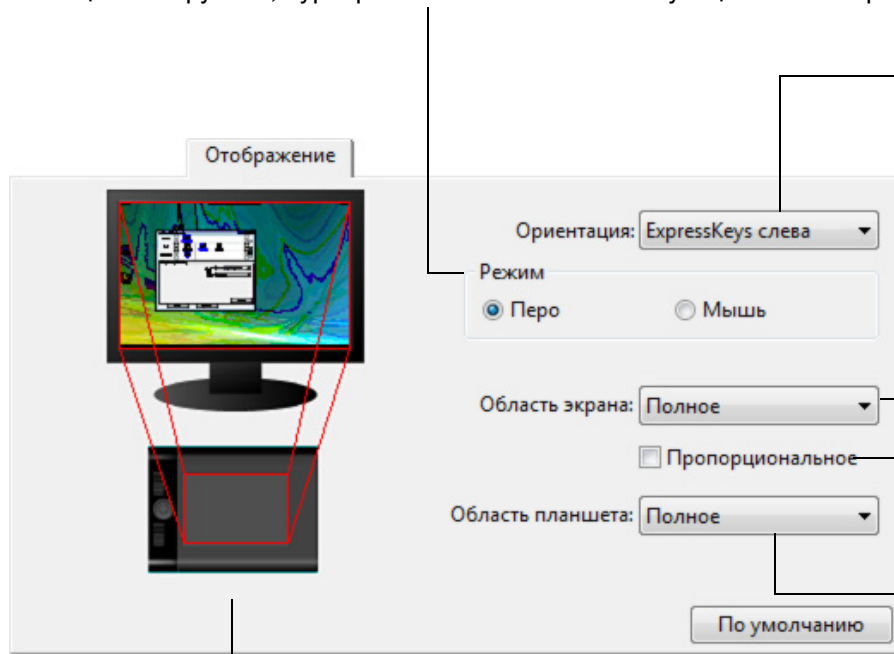 Отображение
Ориентация: ExpressKeys слева
Режим
Перо Мышь
Область экрана: Полное
Пропорциональное
Область планшета: Полное
По умолчанию